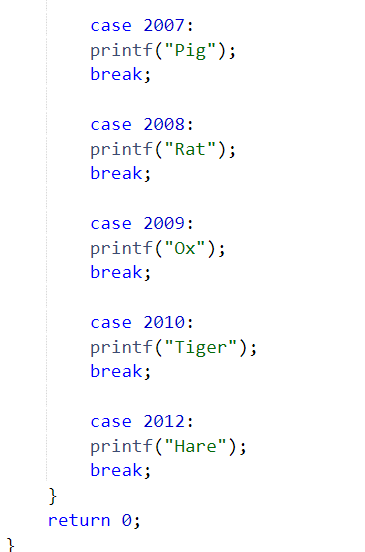 case 2007:
printf("Pig");
break;
case 2008:
printf("Rat");
break;
case 2009:
printf("Ox");
break;
case 2010:
printf("Tiger");
break;
case 2012:
printf("Hare");
break;
}
return 0;
}